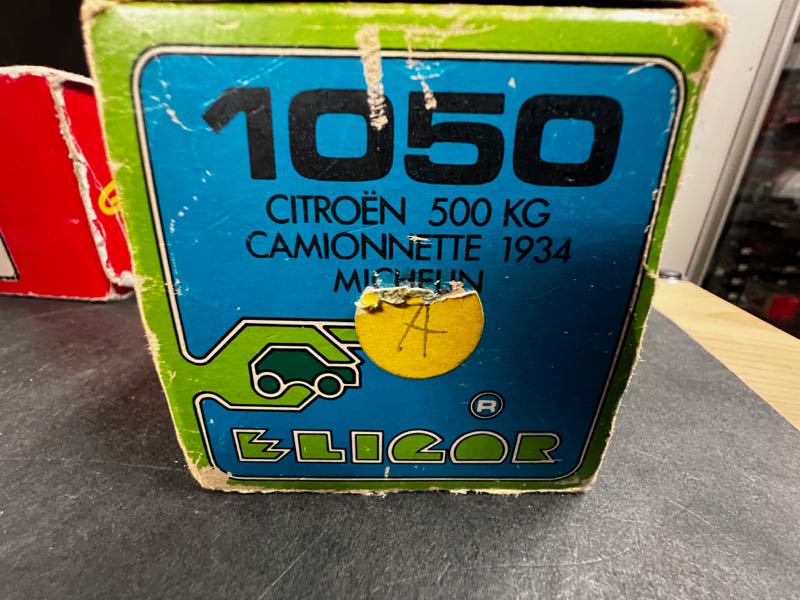 1050
CITROËN 500 KG
CAMIONNETTE 1934
MICHELIN
A
®
ELIGOR